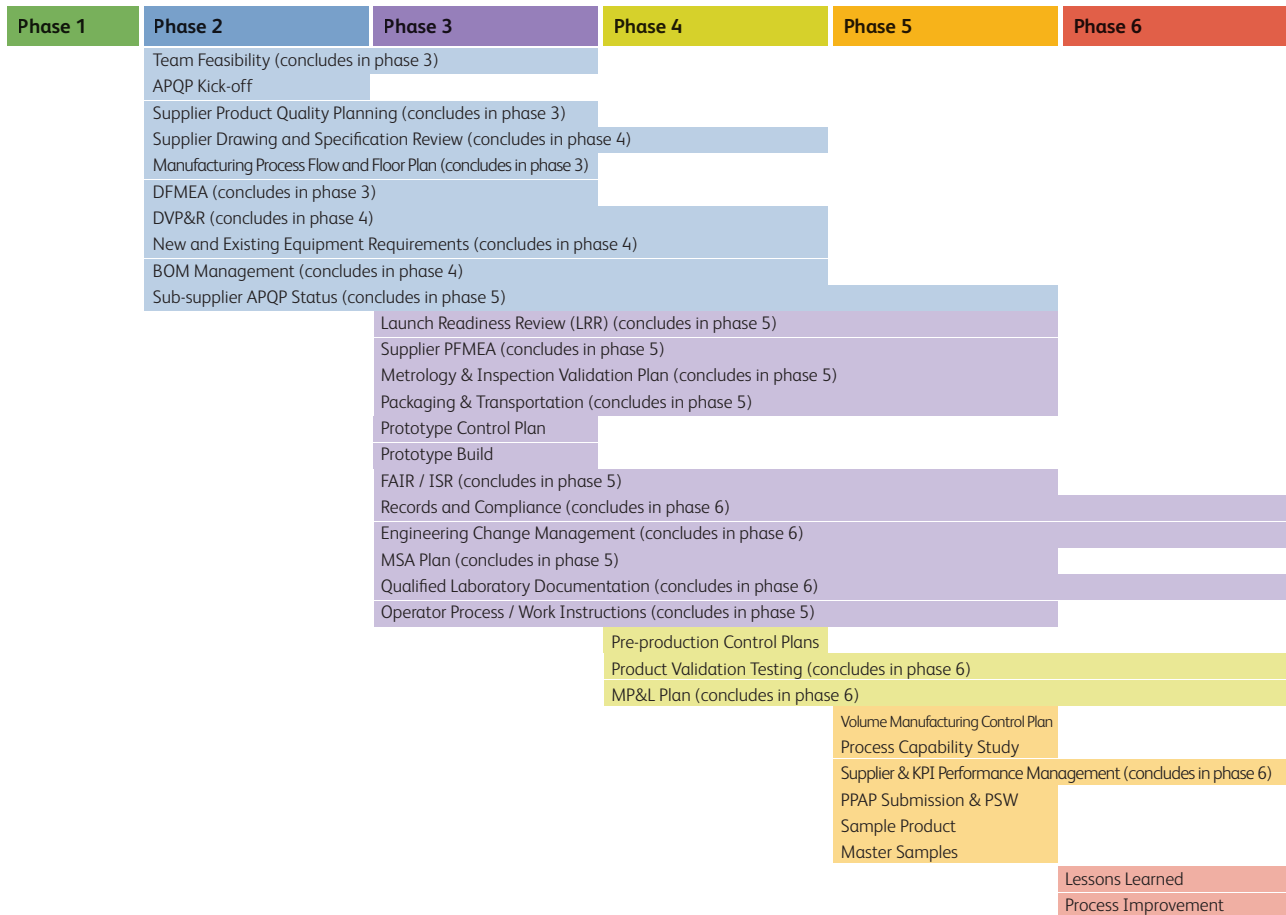 Phase 1 Phase 2 Phase 3 Phase 4 Phase 5 Phase 6
Team Feasibility (concludes in phase 3)
APQP Kick-off
Supplier Product Quality Planning (concludes in phase 3)
Supplier Drawing and Specification Review (concludes in phase 4)
Manufacturing Process Flow and Floor Plan (concludes in phase 3)
DFMEA (concludes in phase 3)
DVP&R (concludes in phase 4)
New and Existing Equipment Requirements (concludes in phase 4)
BOM Management (concludes in phase 4)
Sub-supplier APQP Status (concludes in phase 5)
Launch Readiness Review (LRR) (concludes in phase 5)
Supplier PFMEA (concludes in phase 5)
Metrology & Inspection Validation Plan (concludes in phase 5)
Packaging & Transportation (concludes in phase 5)
Prototype Control Plan
Prototype Build
FAIR / ISR (concludes in phase 5)
Records and Compliance (concludes in phase 6)
Engineering Change Management (concludes in phase 6)
MSA Plan (concludes in phase 5)
Qualified Laboratory Documentation (concludes in phase 6)
Operator Process / Work Instructions (concludes in phase 5)
Pre-production Control Plans
Product Validation Testing (concludes in phase 6)
MP&L Plan (concludes in phase 6)
Volume Manufacturing Control Plan
Process Capability Study
Supplier & KPI Performance Management (concludes in phase 6)
PPAP Submission & PSW
Sample Product
Master Samples
Lessons Learned
Process Improvement